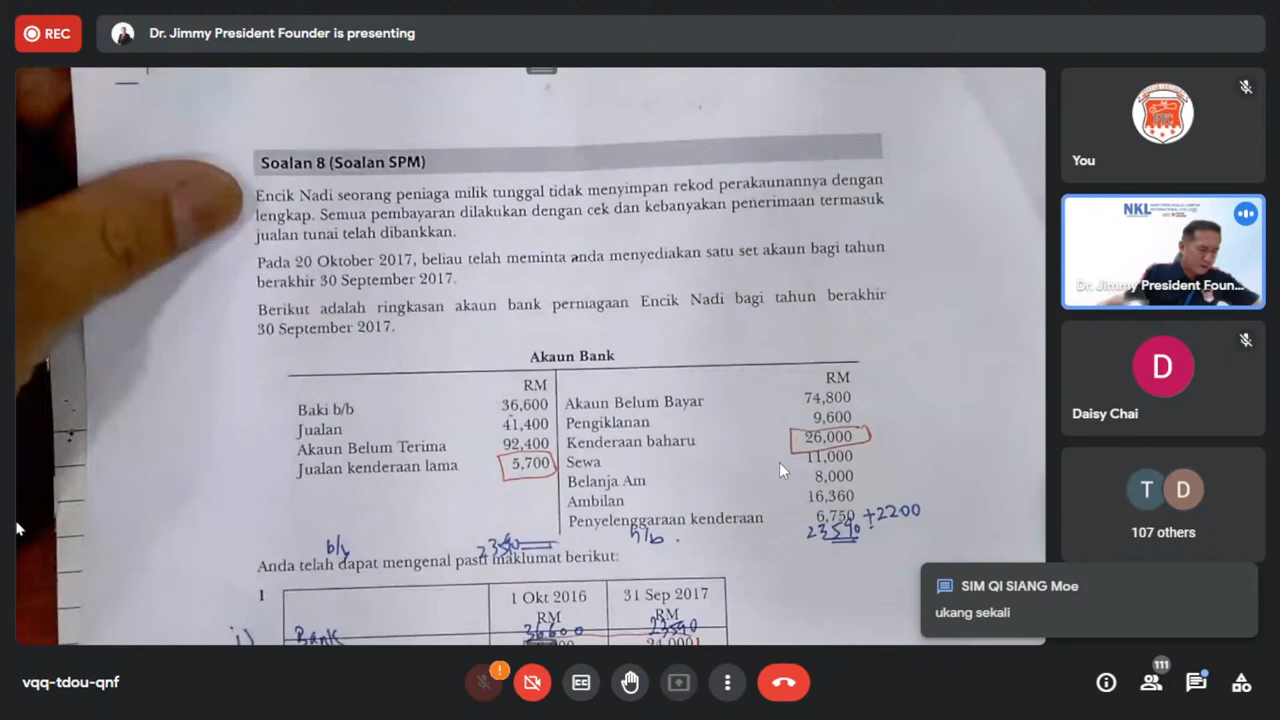 REC
Dr. Jimmy President Founder is presenting
Soalan 8 (Soalan SPM)
Encik Nadi seorang peniaga milik tunggal tidak menyimpan rekod perakaunannya dengan
lengkap. Semua pembayaran dilakukan dengan cek dan kebanyakan penerimaan termasuk
jualan tunai telah dibankkan.
Pada 20 Oktober 2017, beliau telah meminta anda menyediakan satu set akaun bagi tahun
berakhir 30 September 2017.
Berikut adalah ringkasan akaun bank perniagaan Encik Nadi bagi tahun berakhir
30 September 2017.
Akaun Bank
RM RM
Baki b/b 36,600 Akaun Belum Bayar 74,800
Jualan 41,400 Pengiklanan 9,600
Akaun Belum Terima 92,400 Kenderaan baharu 26,000
Jualan kenderaan lama 5,700 Sewa 11,000
Belanja Am 8,000
Ambilan 16,360
Penyelenggaraan kenderaan 6,750 +2200
23590
Anda telah dapat mengenal pasti maklumat berikut:
1 1 Okt 2016 31 Sep 2017
RM RM
i) Bank 36600 23590
24,000
You
NKL
Dr. Jimmy President Foun...
D
Daisy Chai
T D
107 others
SIM QI SIANG Moe
ukang sekali
vqq-tdou-qnf
111